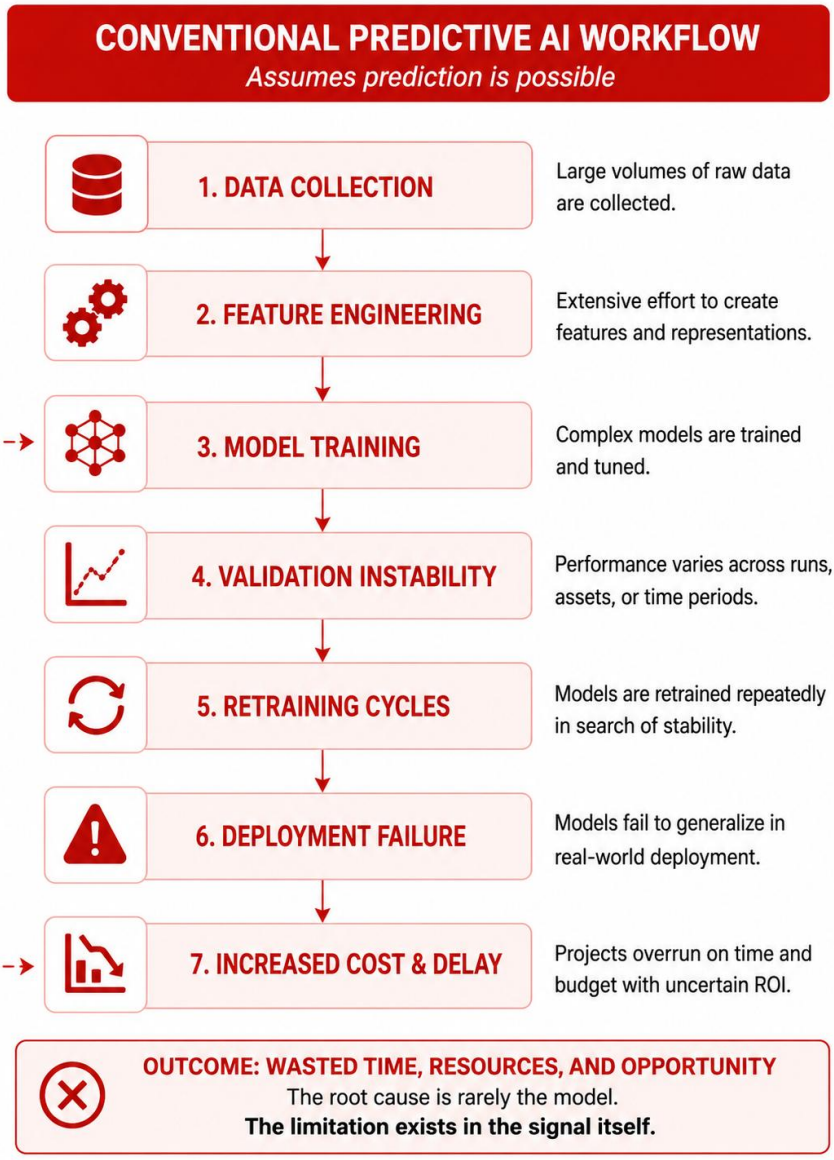 CONVENTIONAL PREDICTIVE AI WORKFLOW
Assumes prediction is possible
1. DATA COLLECTION
Large volumes of raw data
are collected.
2. FEATURE ENGINEERING
Extensive effort to create
features and representations.
3. MODEL TRAINING
Complex models are trained
and tuned.
4. VALIDATION INSTABILITY
Performance varies across runs,
assets, or time periods.
5. RETRAINING CYCLES
Models are retrained repeatedly
in search of stability.
6. DEPLOYMENT FAILURE
Models fail to generalize in
real-world deployment.
7. INCREASED COST & DELAY
Projects overrun on time and
budget with uncertain ROI.
OUTCOME: WASTED TIME, RESOURCES, AND OPPORTUNITY
The root cause is rarely the model.
The limitation exists in the signal itself.